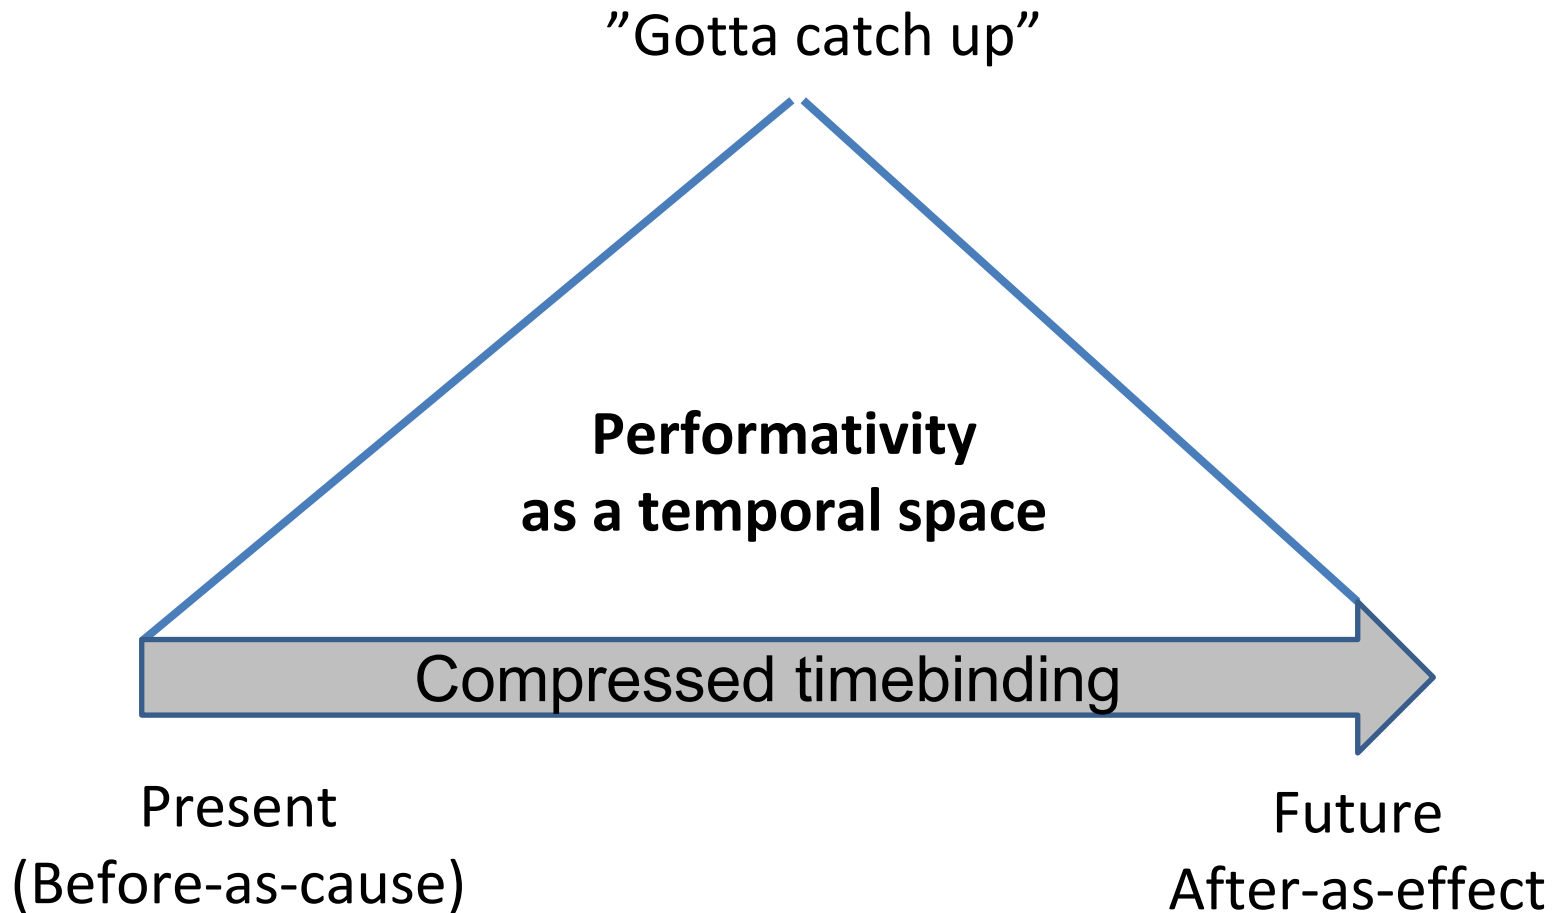 ”Gotta catch up”
Performativity
as a temporal space
Compressed timebinding
Present
(Before-as-cause)
Future
After-as-effect